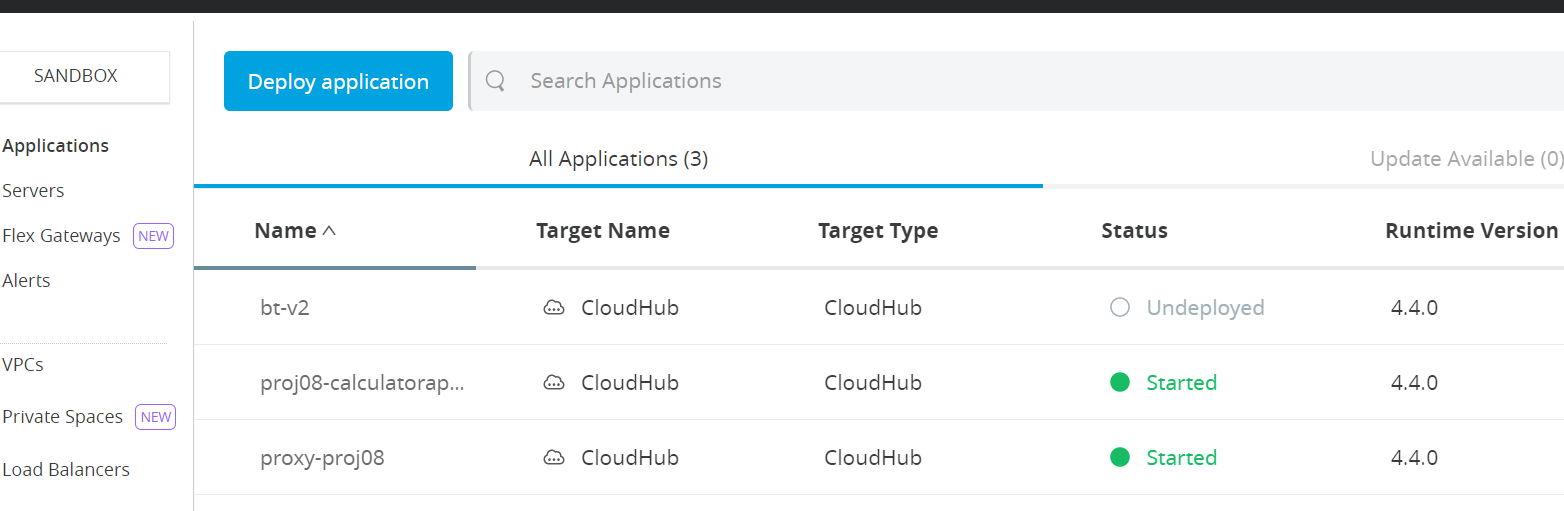 SANDBOX
Applications
Servers
Flex Gateways NEW
Alerts
VPCs
Private Spaces NEW
Load Balancers
Deploy application
Search Applications
All Applications (3)
Update Available (0)
Name Target Name Target Type Status Runtime Version
bt-v2 CloudHub CloudHub Undeployed 4.4.0
proj08-calculatorap... CloudHub CloudHub Started 4.4.0
proxy-proj08 CloudHub CloudHub Started 4.4.0